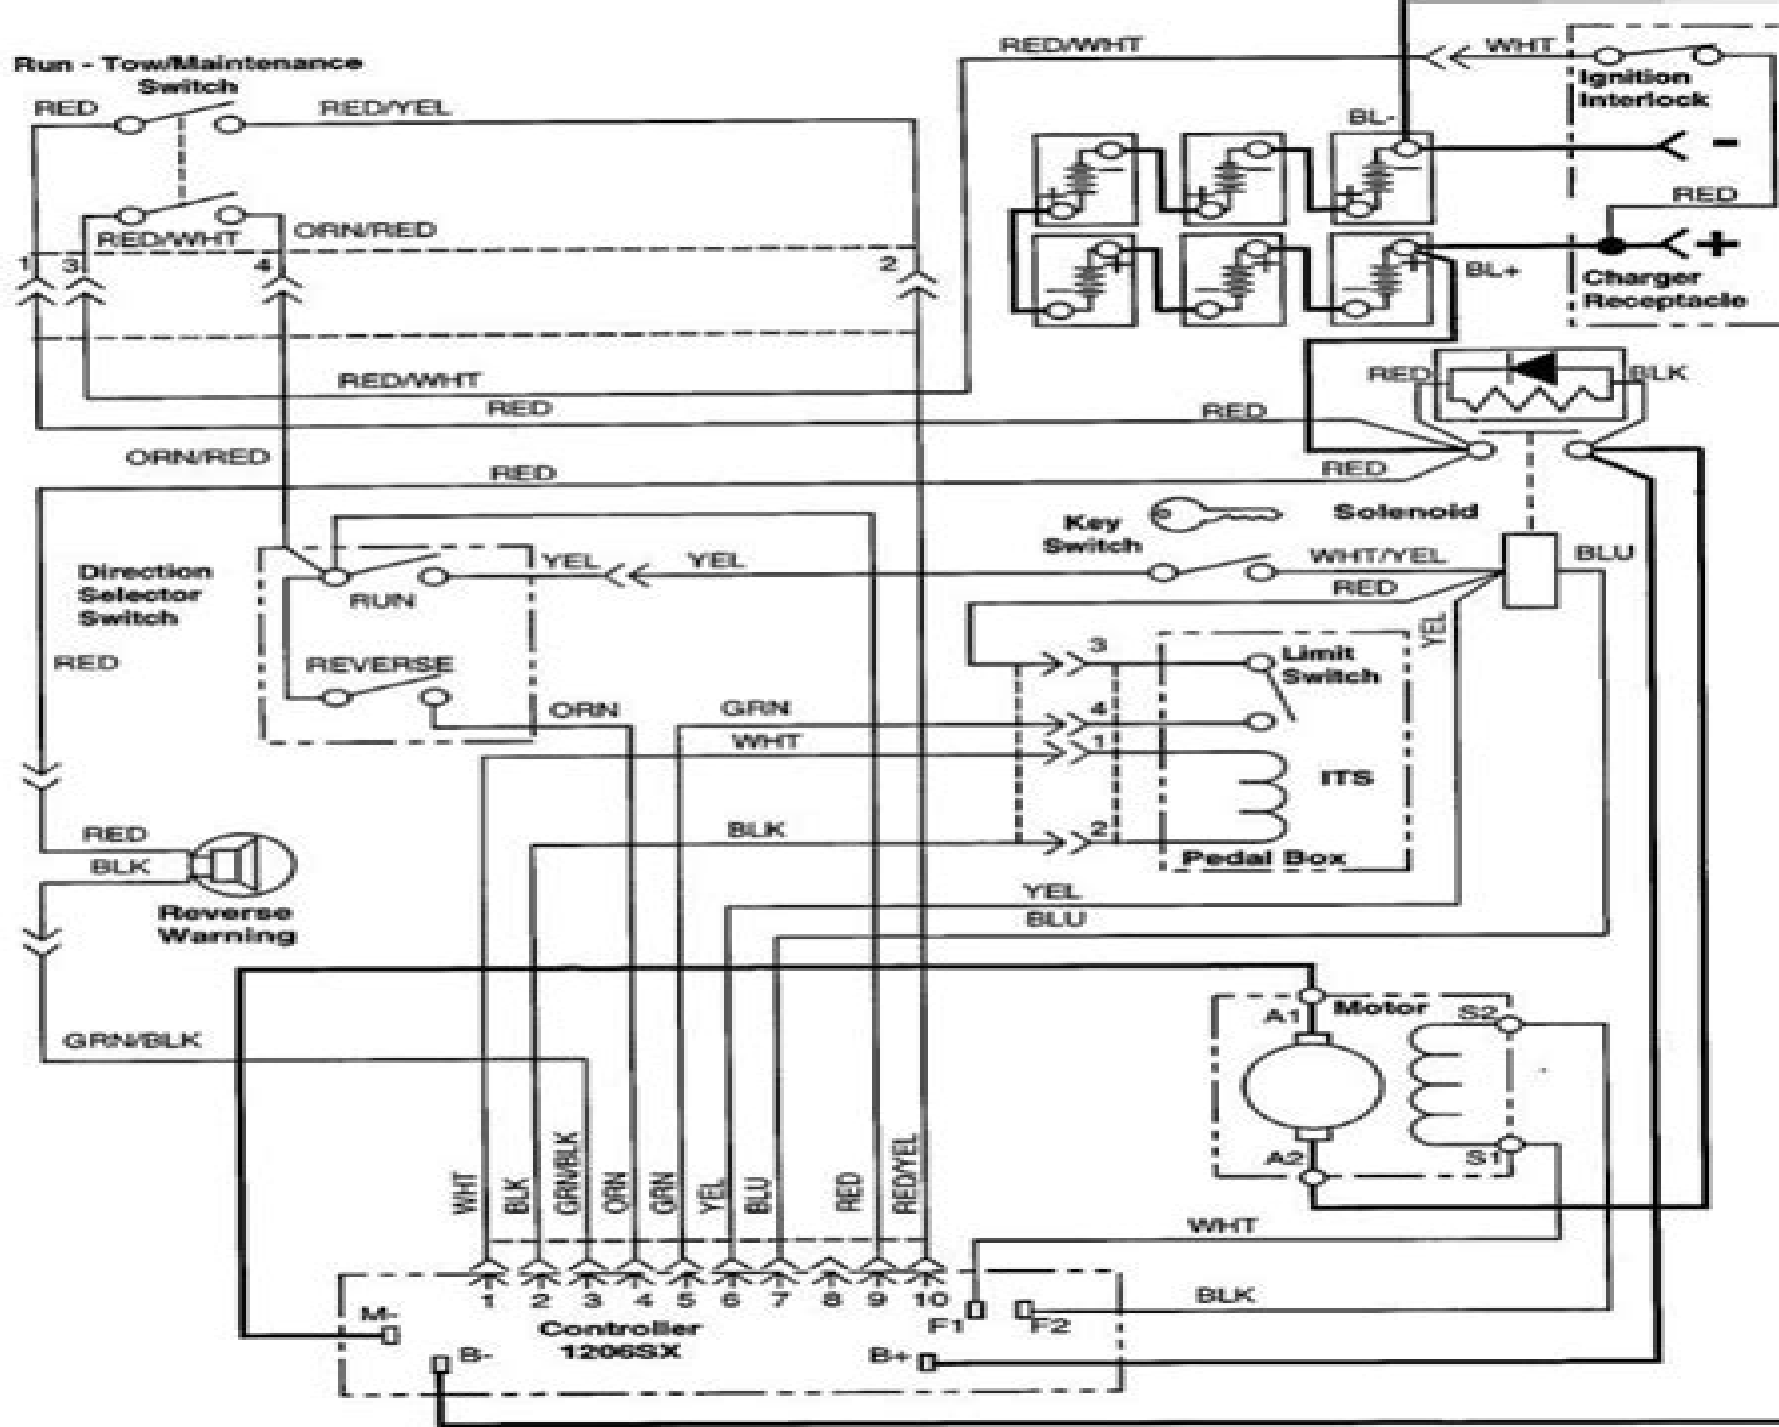 Run - Tow/Maintenance
Switch
RED
RED/YEL
RED/WHT
ORN/RED
1
3
4
2
RED/WHT
WHT
Ignition
Interlock
BL-
-
+
-
+
-
+
-
RED
+
-
+
-
+
-
BL+
+
Charger
Receptacle
RED/WHT
RED
RED
RED
BLK
ORN/RED
RED
RED
Solenoid
Key
Switch
Direction
Selector
Switch
YEL
YEL
WHT/YEL
BLU
RUN
RED
YEL
REVERSE
RED
3
Limit
Switch
ORN
GRN
4
WHT
1
ITS
BLK
2
Pedal Box
RED
BLK
Reverse
Warning
YEL
BLU
GRN/BLK
A1
Motor
S2
A2
S1
WHT
BLK
GRN/BLK
ORN
GRN
YEL
BLU
RED
RED/YEL
WHT
BLK
1 2 3 4 5 6 7 8 9 10
M-
Controller
1206SX
F1
F2
B-
B+